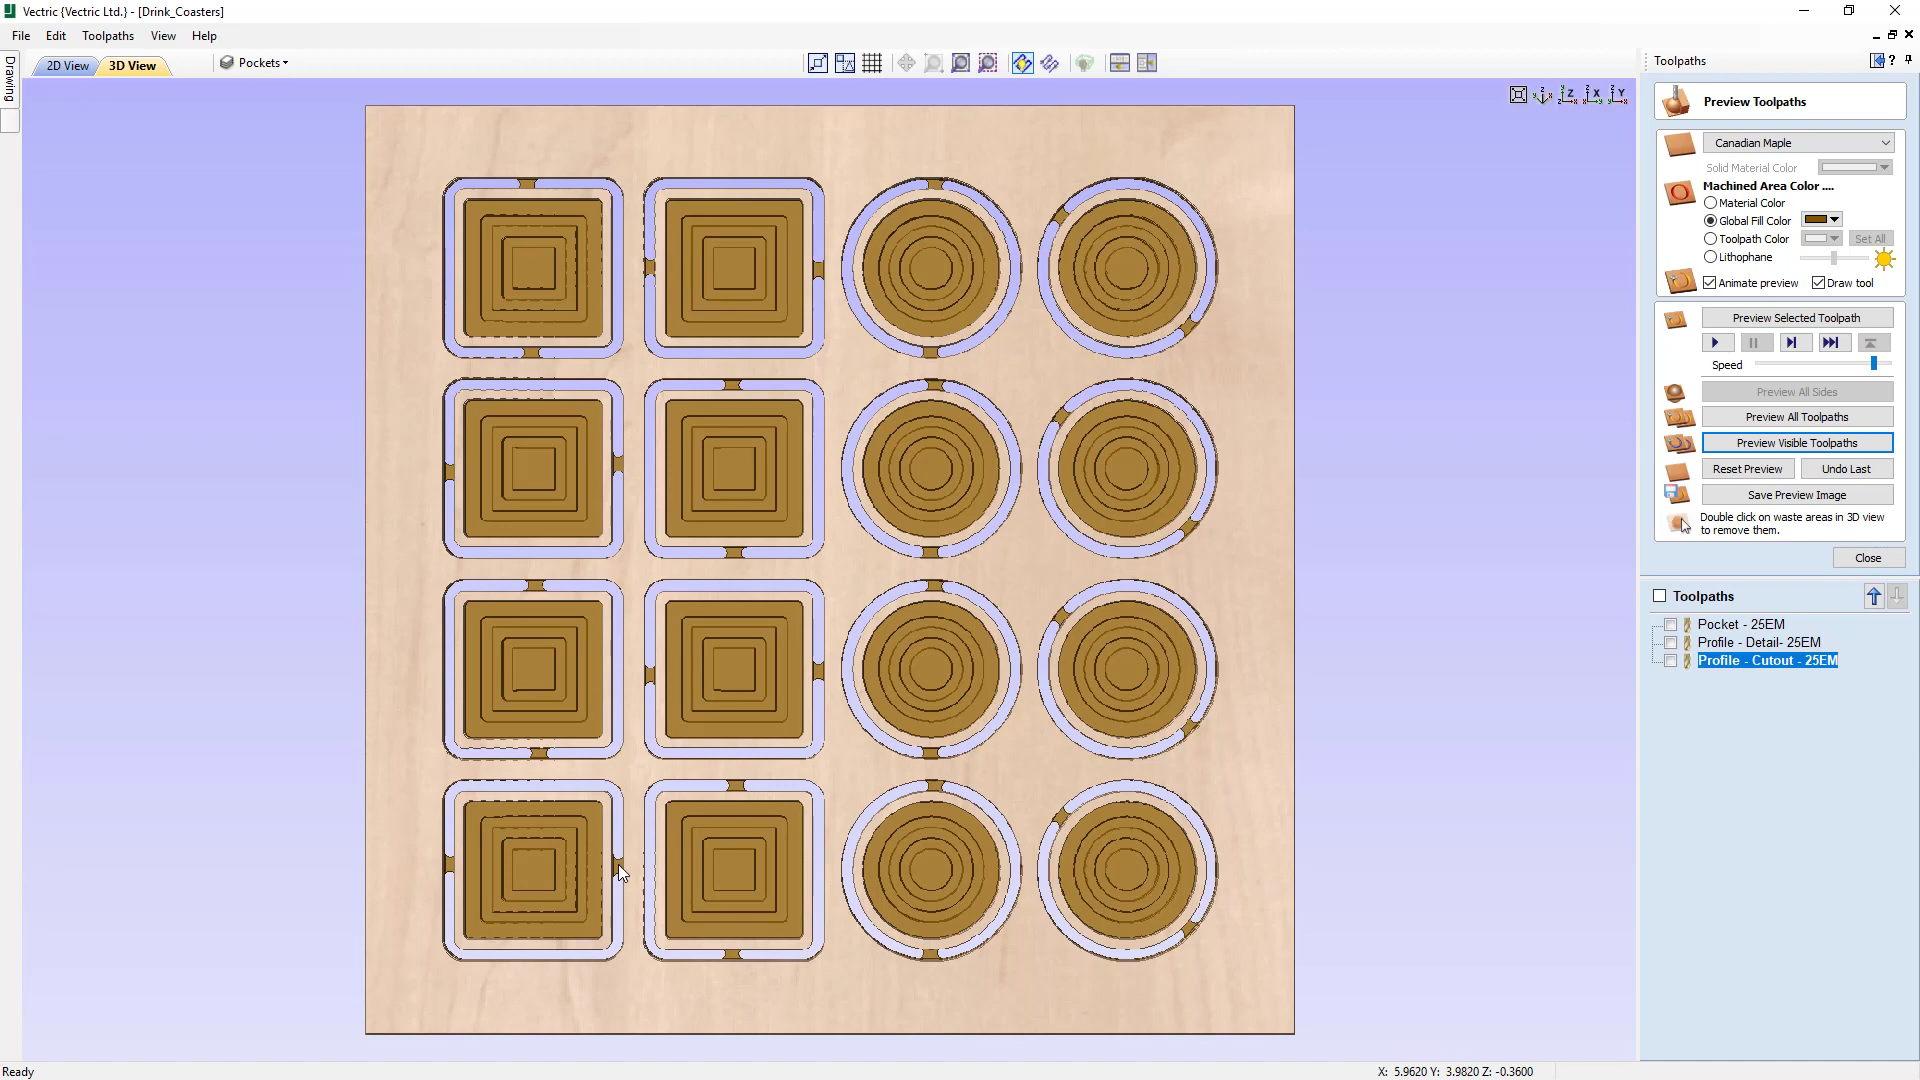 Vectric {Vectric Ltd.} - [Drink_Coasters]
File Edit Toolpaths View Help
Drawing
2D View 3D View Pockets
Toolpaths
Preview Toolpaths
Canadian Maple
Solid Material Color
Machined Area Color ....
Material Color
Global Fill Color
Toolpath Color Set All
Lithophane
Animate preview Draw tool
Preview Selected Toolpath
Speed
Preview All Sides
Preview All Toolpaths
Preview Visible Toolpaths
Reset Preview Undo Last
Save Preview Image
Double click on waste areas in 3D view
to remove them.
Close
Toolpaths
Pocket - 25EM
Profile - Detail- 25EM
Profile - Cutout - 25EM
Ready
X: 5.9620 Y: 3.9820 Z: -0.3600